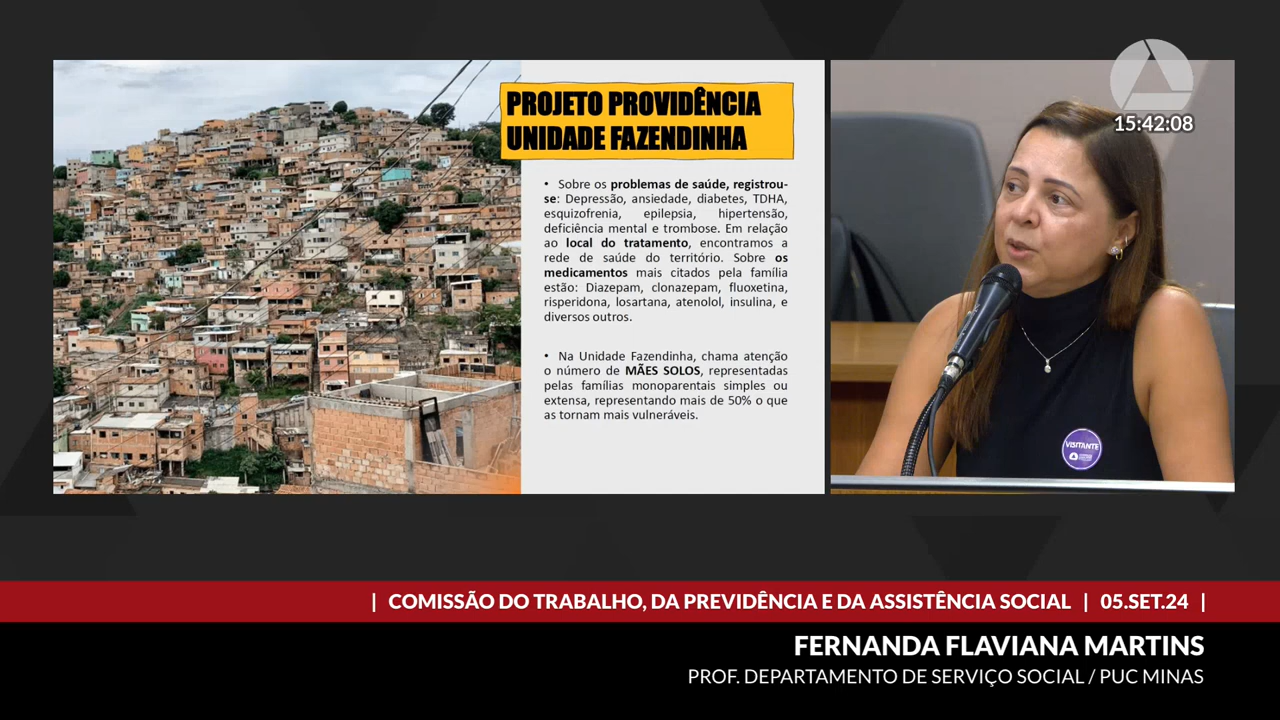 PROJETO PROVIDÊNCIA
UNIDADE FAZENDINHA
• Sobre os problemas de saúde, registrou-
se: Depressão, ansiedade, diabetes, TDHA,
esquizofrenia, epilepsia, hipertensão,
deficiência mental e trombose. Em relação
ao local do tratamento, encontramos a
rede de saúde do território. Sobre os
medicamentos mais citados pela família
estão: Diazepam, clonazepam, fluoxetina,
risperidona, losartana, atenolol, insulina, e
diversos outros.
• Na Unidade Fazendinha, chama atenção
o número de MÃES SOLOS, representadas
pelas famílias monoparentais simples ou
extensa, representando mais de 50% o que
as tornam mais vulneráveis.
15:42:08
VISITANTE
| COMISSÃO DO TRABALHO, DA PREVIDÊNCIA E DA ASSISTÊNCIA SOCIAL | 05.SET.24 |
FERNANDA FLAVIANA MARTINS
PROF. DEPARTAMENTO DE SERVIÇO SOCIAL / PUC MINAS